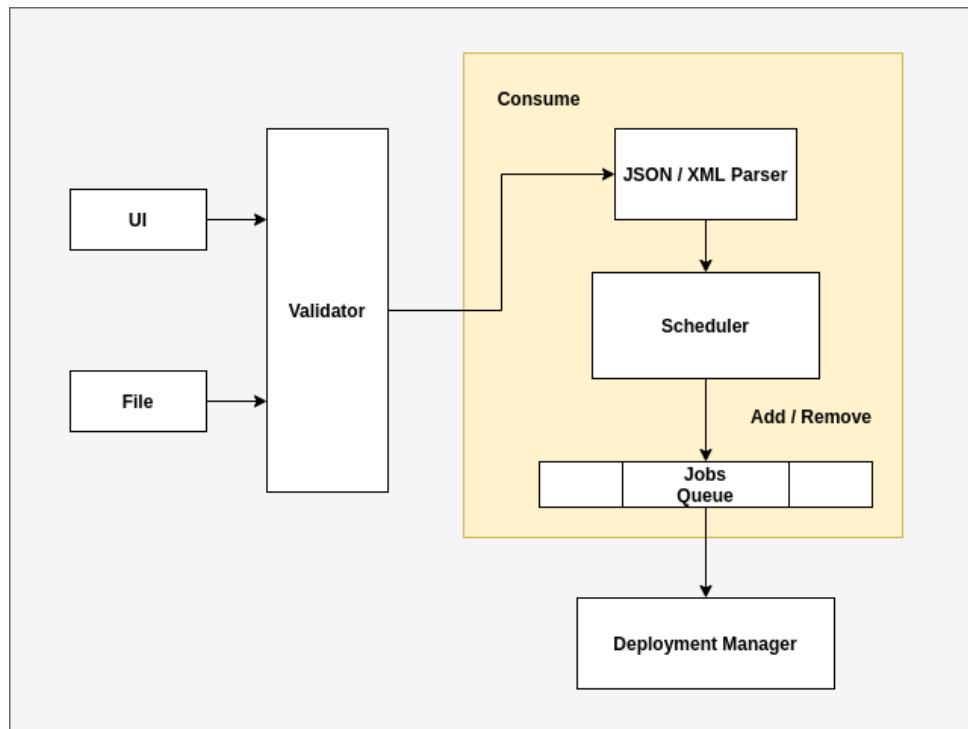 Consume
JSON / XML Parser
UI
Validator
Scheduler
File
Add / Remove
Jobs
Queue
Deployment Manager